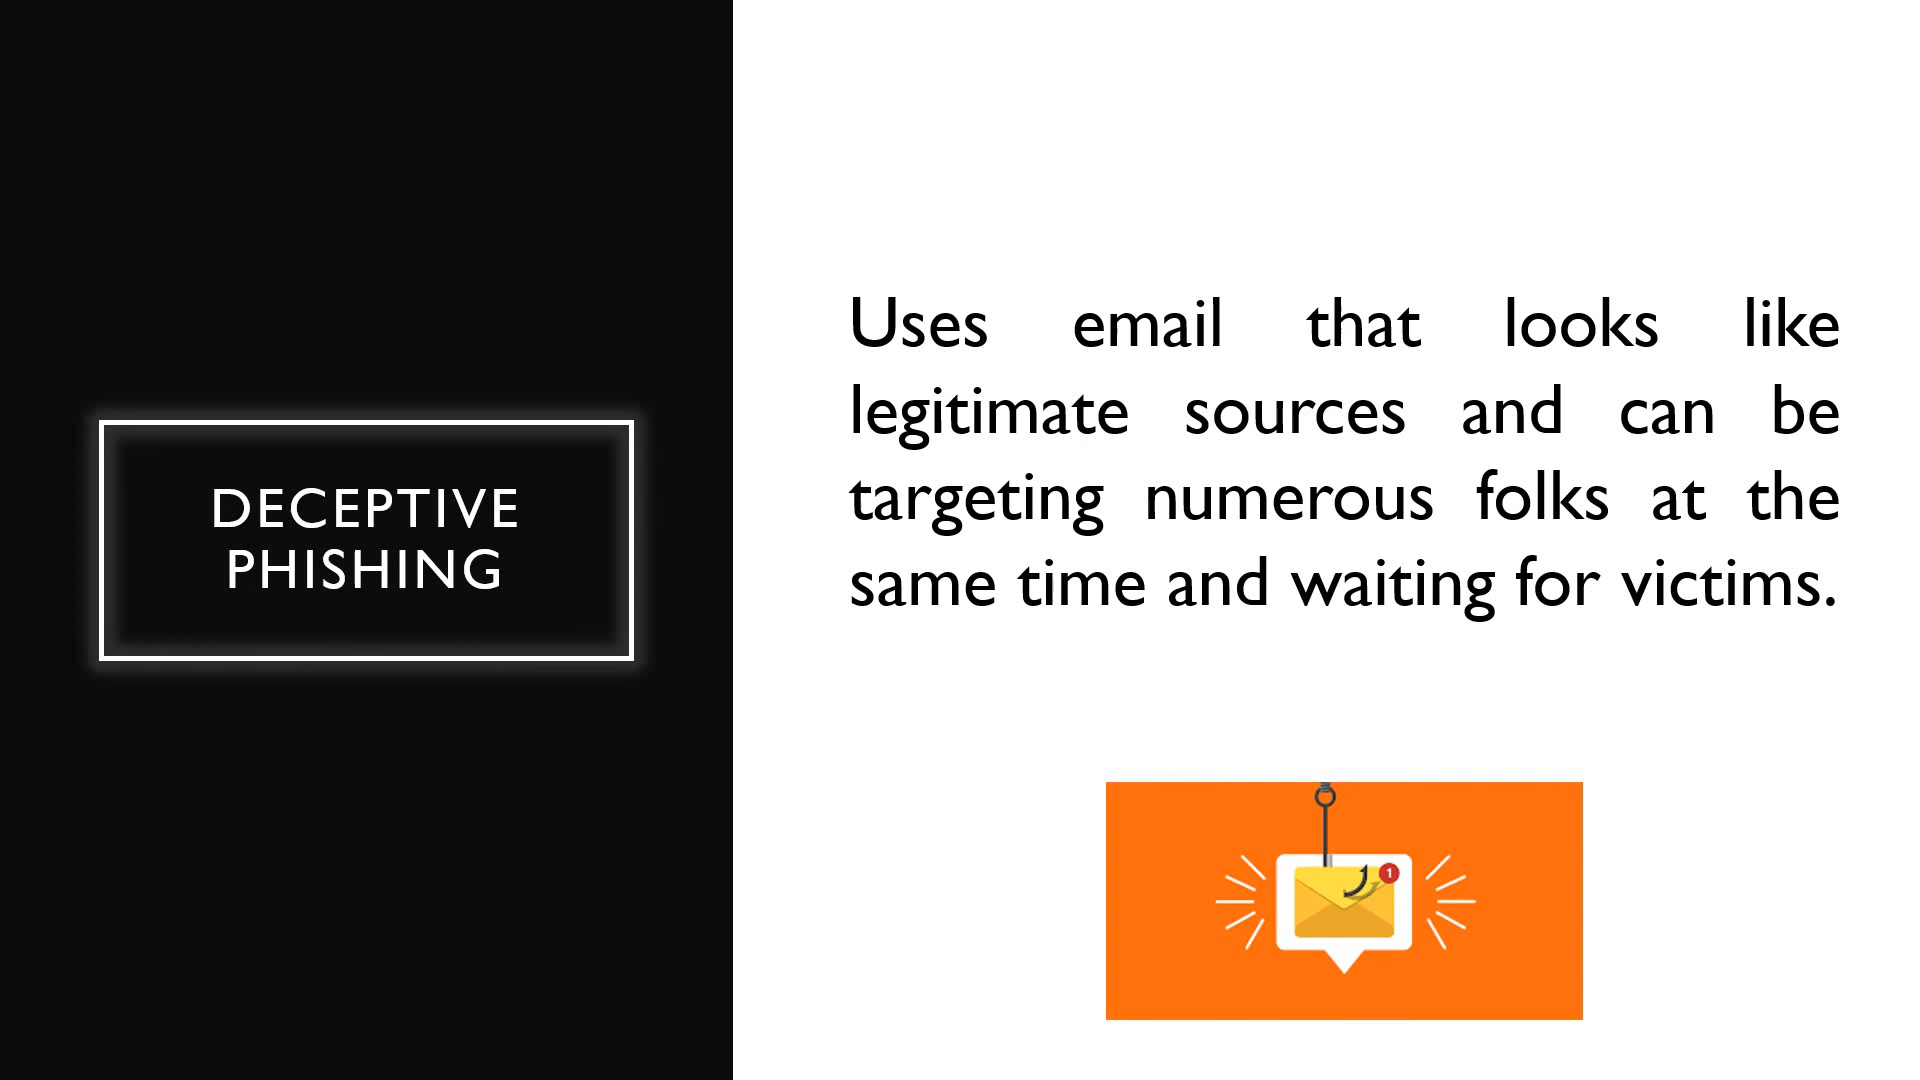 DECEPTIVE
PHISHING
Uses email that looks like
legitimate sources and can be
targeting numerous folks at the
same time and waiting for victims.
1